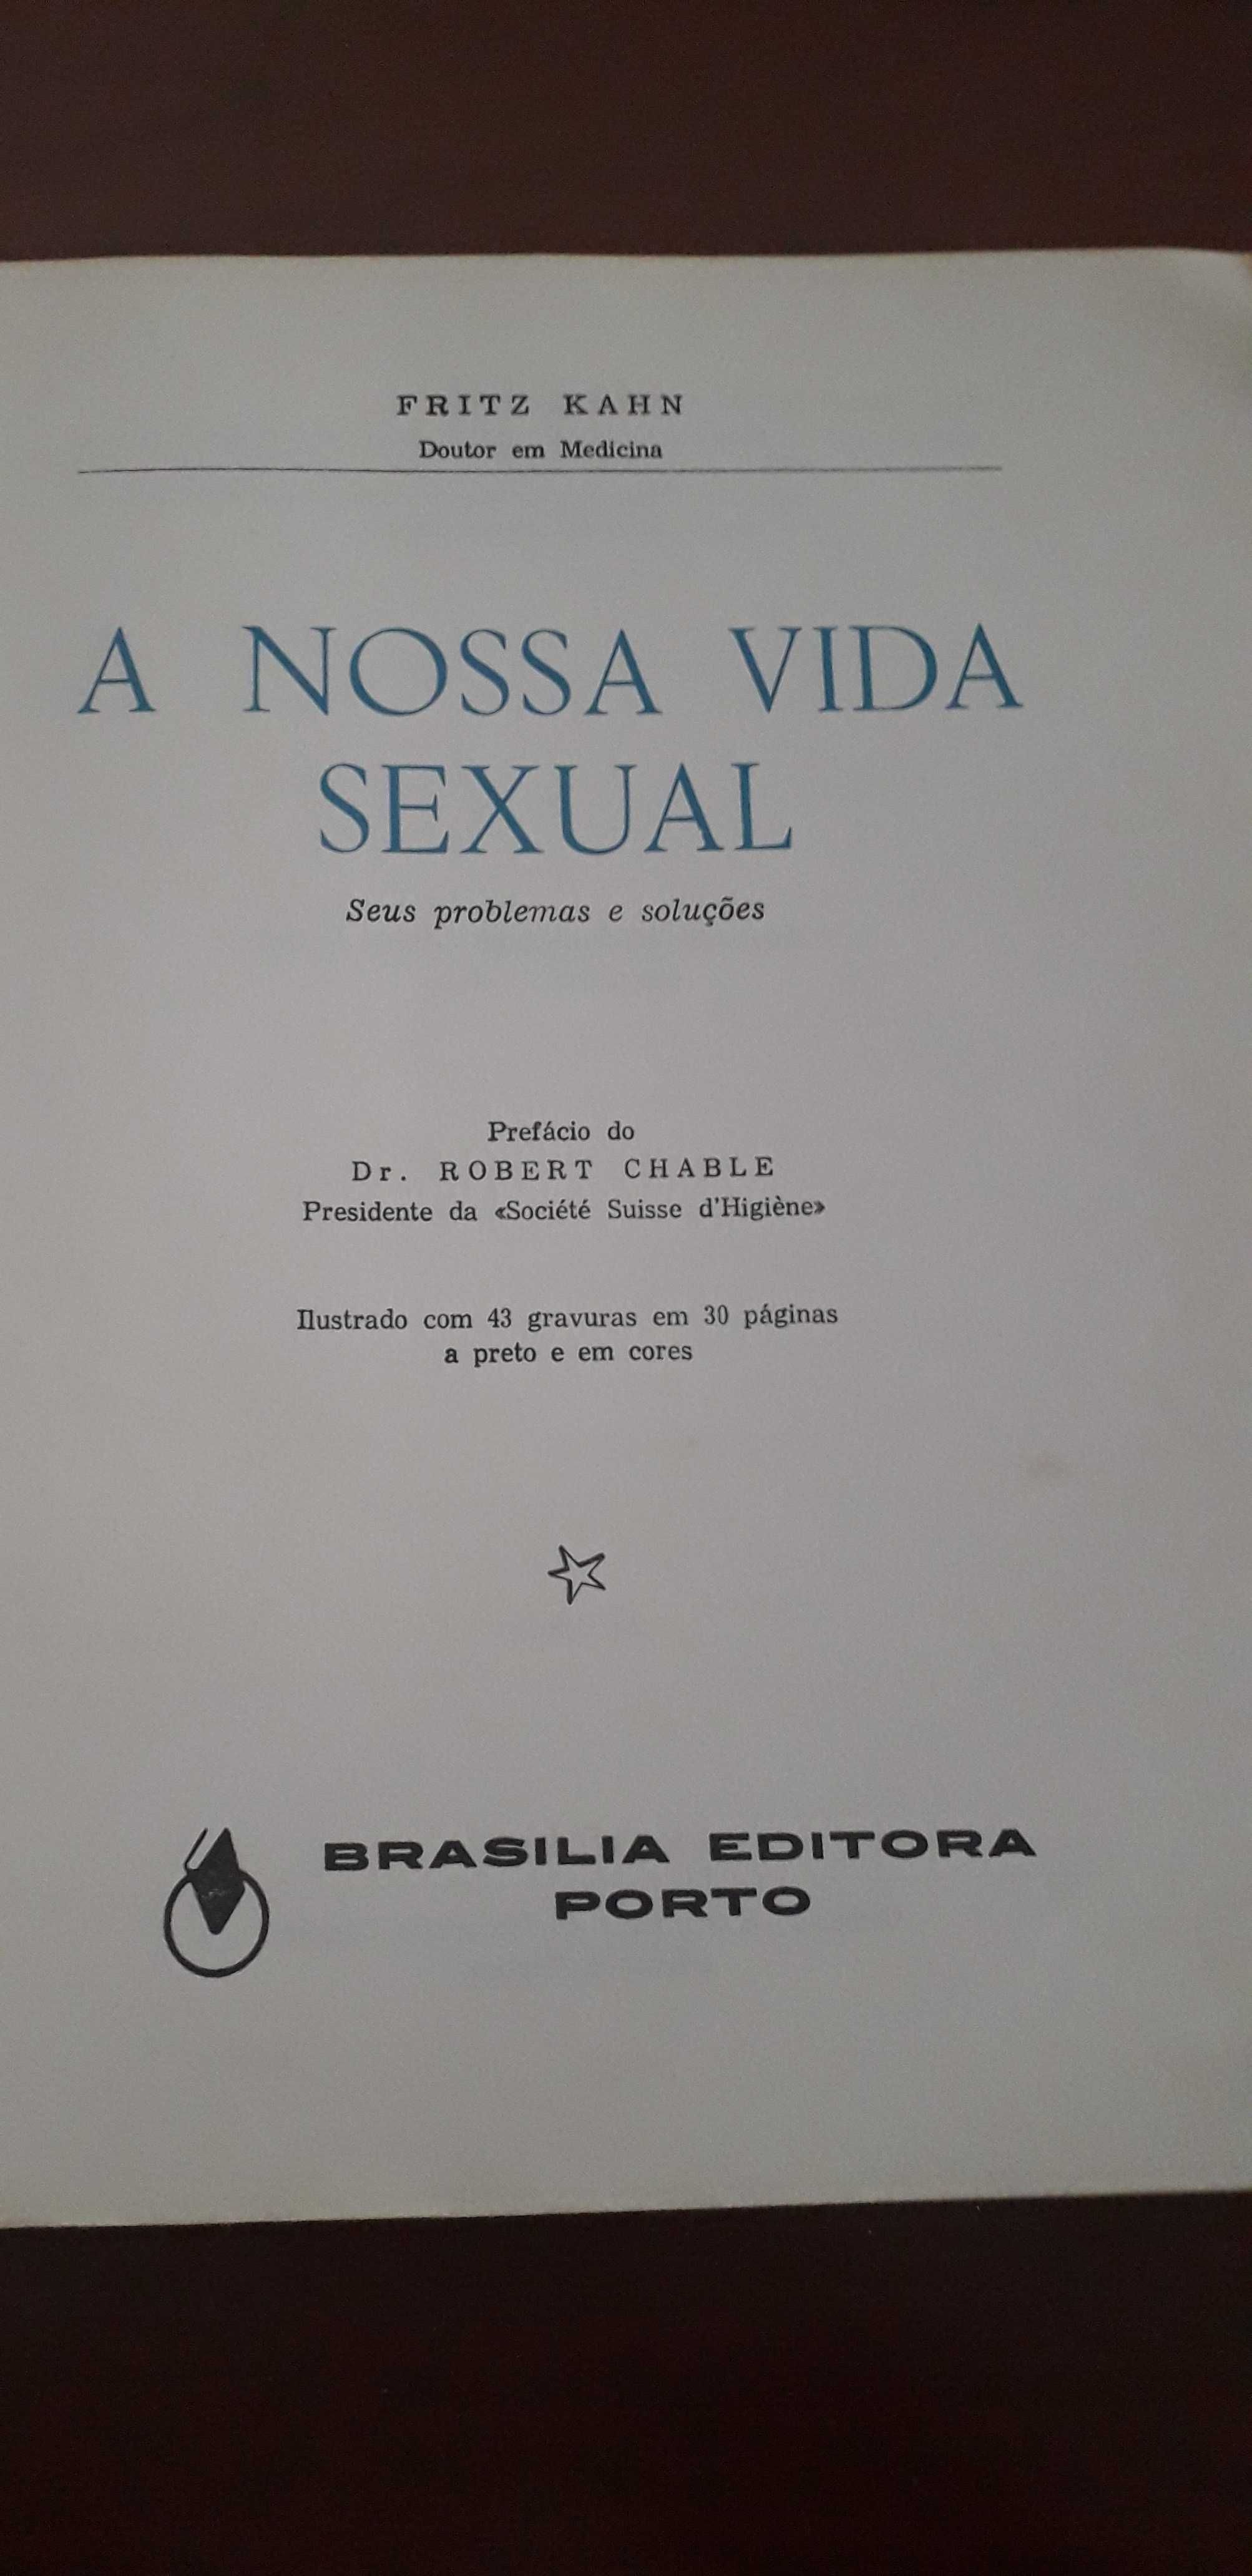 FRITZ KAHN
Doutor em Medicina
A NOSSA VIDA
SEXUAL
Seus problemas e soluções
Prefácio do
Dr. ROBERT CHABLE
Presidente da «Société Suisse d'Higiène»
Ilustrado com 43 gravuras em 30 páginas
a preto e em cores
BRASILIA EDITORA
PORTO